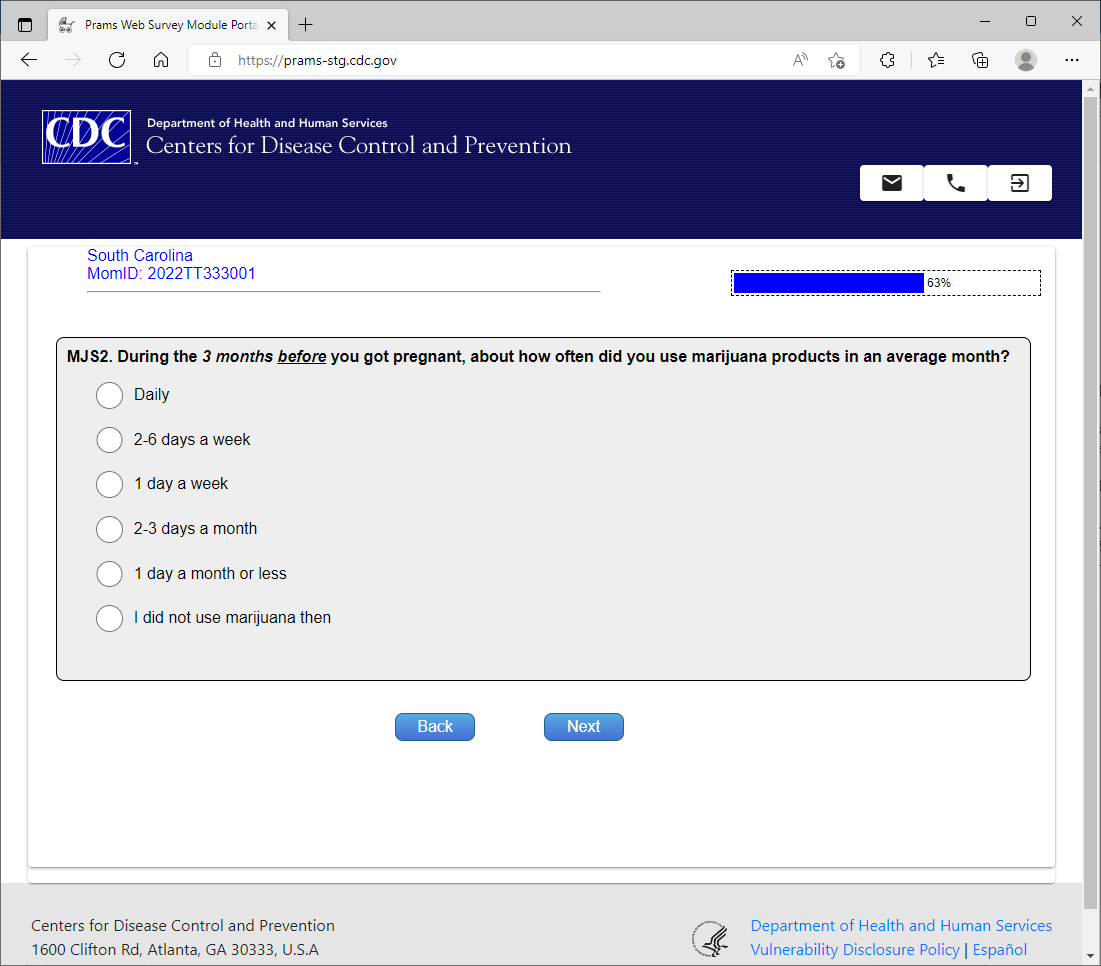 Prams Web Survey Module Porta
https://prams-stg.cdc.gov
CDC
Department of Health and Human Services
Centers for Disease Control and Prevention
South Carolina
MomID: 2022TT333001
63%
MJS2. During the 3 months before you got pregnant, about how often did you use marijuana products in an average month?
Daily
2-6 days a week
1 day a week
2-3 days a month
1 day a month or less
I did not use marijuana then
Back
Next
Centers for Disease Control and Prevention
1600 Clifton Rd, Atlanta, GA 30333, U.S.A
Department of Health and Human Services
Vulnerability Disclosure Policy | Español